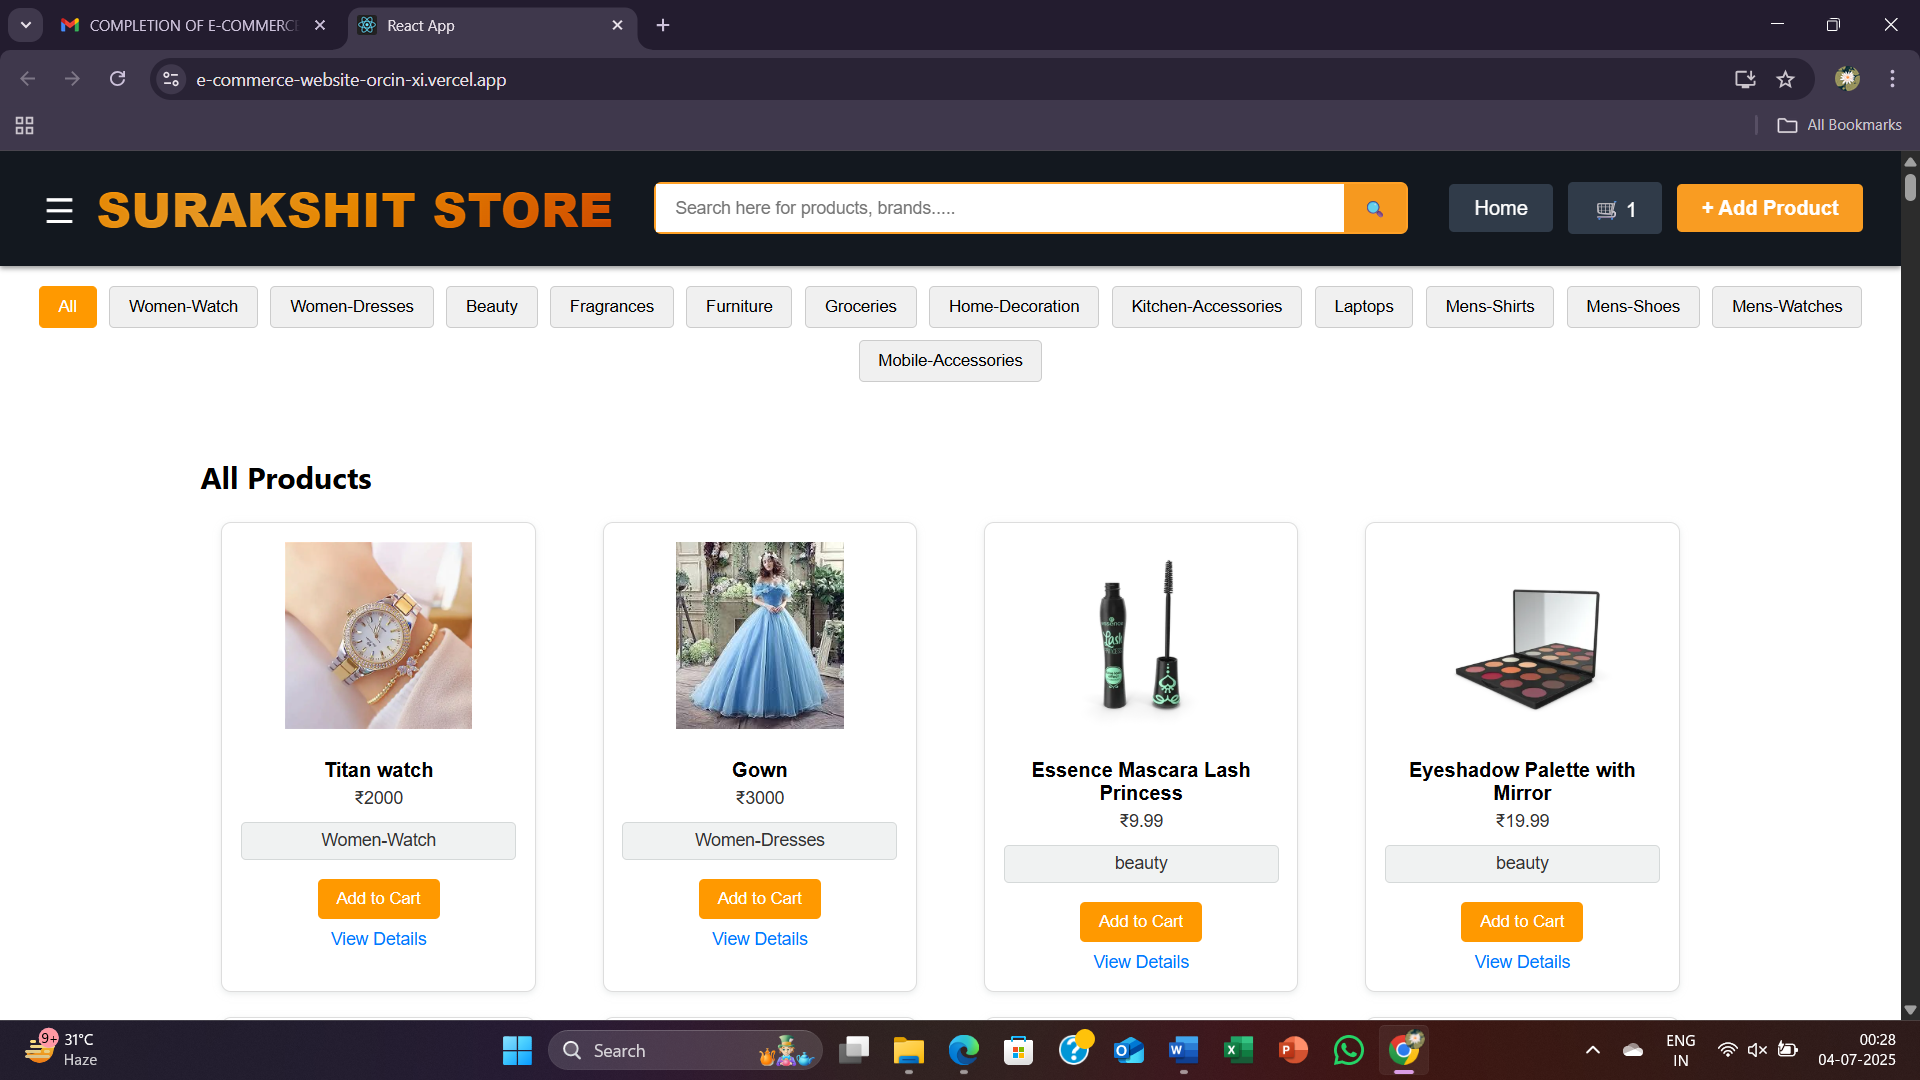 COMPLETION OF E-COMMERCE
React App
e-commerce-website-orcin-xi.vercel.app
All Bookmarks
SURAKSHIT STORE
Search here for products, brands.....
Home
1
+ Add Product
All
Women-Watch
Women-Dresses
Beauty
Fragrances
Furniture
Groceries
Home-Decoration
Kitchen-Accessories
Laptops
Mens-Shirts
Mens-Shoes
Mens-Watches
Mobile-Accessories
All Products
Titan watch
₹2000
Women-Watch
Add to Cart
View Details
Gown
₹3000
Women-Dresses
Add to Cart
View Details
essence
Lash
Essence Mascara Lash
Princess
₹9.99
beauty
Add to Cart
View Details
Eyeshadow Palette with
Mirror
₹19.99
beauty
Add to Cart
View Details
9+
31°C
Haze
Search
ENG
IN
00:28
04-07-2025